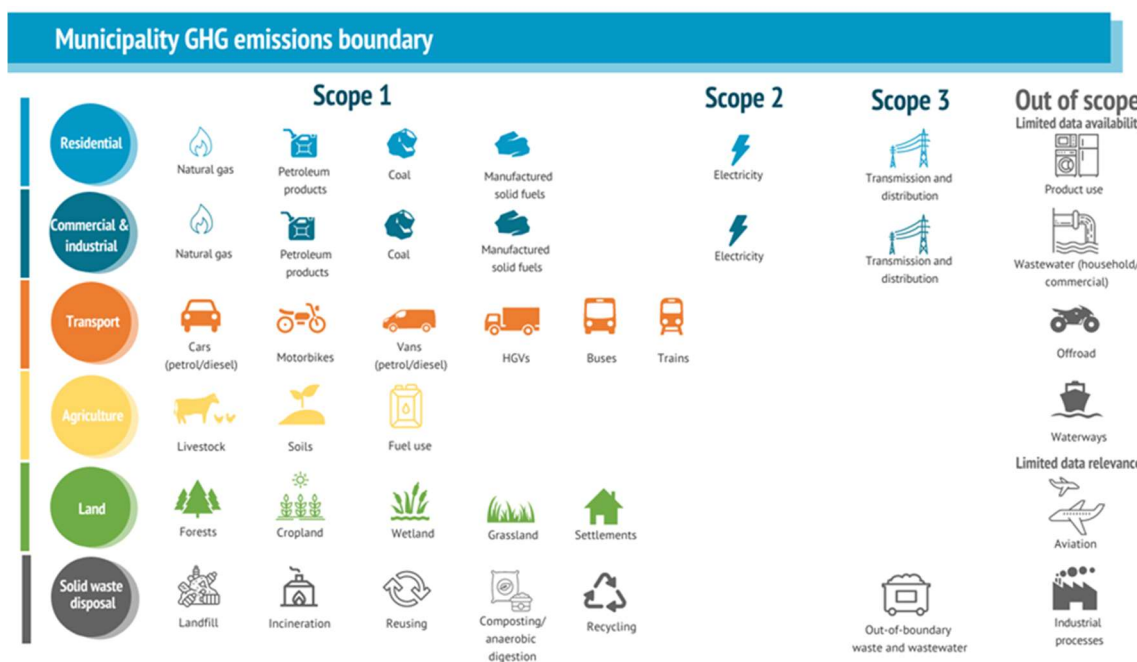 Municipality GHG emissions boundary
Scope 1
Scope 2
Scope 3
Out of scope
Limited data availabilit
Residential
Natural gas
Petroleum
products
Coal
Manufactured
solid fuels
Electricity
Transmission and
distribution
Product use
Commercial &
industrial
Natural gas
Petroleum
products
Coal
Manufactured
solid fuels
Electricity
Transmission and
distribution
Wastewater (household/
commercial)
Transport
Cars
(petrol/diesel)
Motorbikes
Vans
(petrol/diesel)
HGVs
Buses
Trains
Offroad
Agriculture
Livestock
Soils
Fuel use
Waterways
Limited data relevance
Land
Forests
Cropland
Wetland
Grassland
Settlements
Aviation
Solid waste
disposal
Landfill
Incineration
Reusing
Composting/
anaerobic
digestion
Recycling
Out-of-boundary
waste and wastewater
Industrial
processes